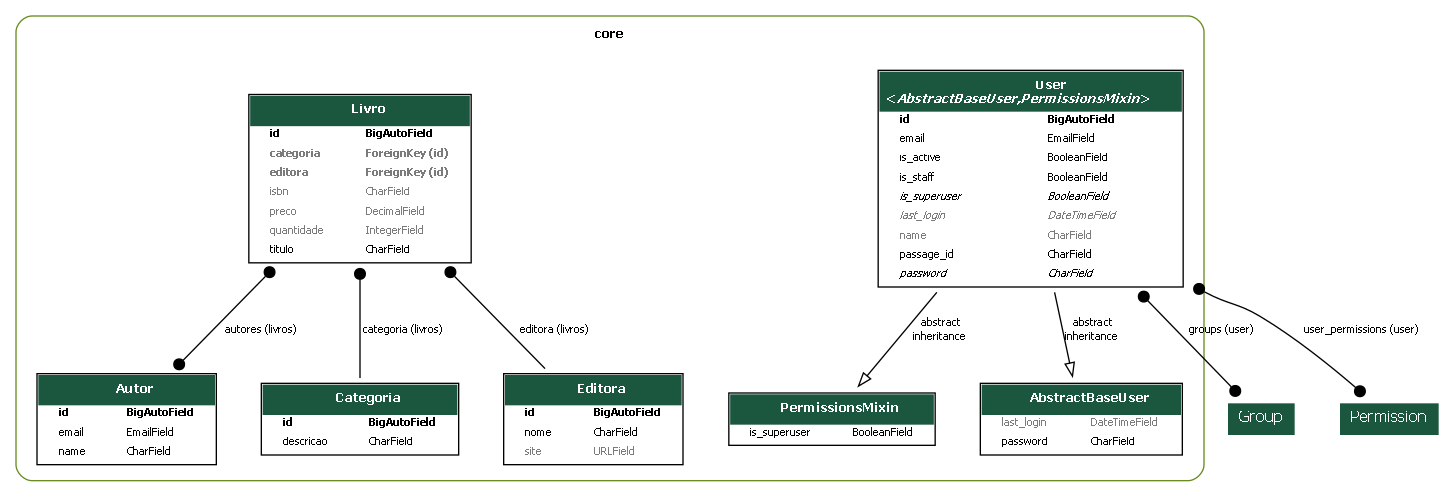 core
Livro
id BigAutoField
categoria ForeignKey (id)
editora ForeignKey (id)
isbn CharField
preco DecimalField
quantidade IntegerField
titulo CharField
User
<AbstractBaseUser,PermissionsMixin>
id BigAutoField
email EmailField
is_active BooleanField
is_staff BooleanField
is_superuser BooleanField
last_login DateTimeField
name CharField
passage_id CharField
password CharField
autores (livros)
categoria (livros)
editora (livros)
abstract
inheritance
abstract
inheritance
groups (user)
user_permissions (user)
Autor
id BigAutoField
email EmailField
name CharField
Categoria
id BigAutoField
descricao CharField
Editora
id BigAutoField
nome CharField
site URLField
PermissionsMixin
is_superuser BooleanField
AbstractBaseUser
last_login DateTimeField
password CharField
Group
Permission